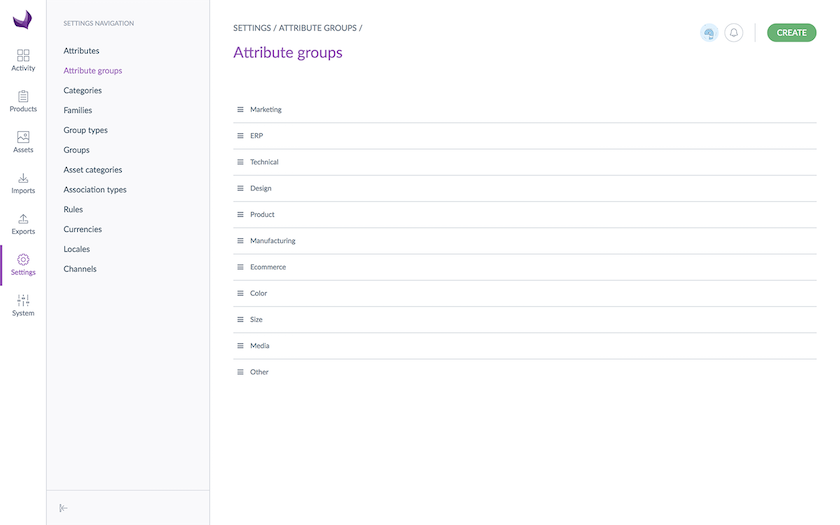 Activity
Products
Assets
Imports
Exports
Settings
System
SETTINGS NAVIGATION
Attributes
Attribute groups
Categories
Families
Group types
Groups
Asset categories
Association types
Rules
Currencies
Locales
Channels
SETTINGS / ATTRIBUTE GROUPS /
CREATE
Attribute groups
Marketing
ERP
Technical
Design
Product
Manufacturing
Ecommerce
Color
Size
Media
Other